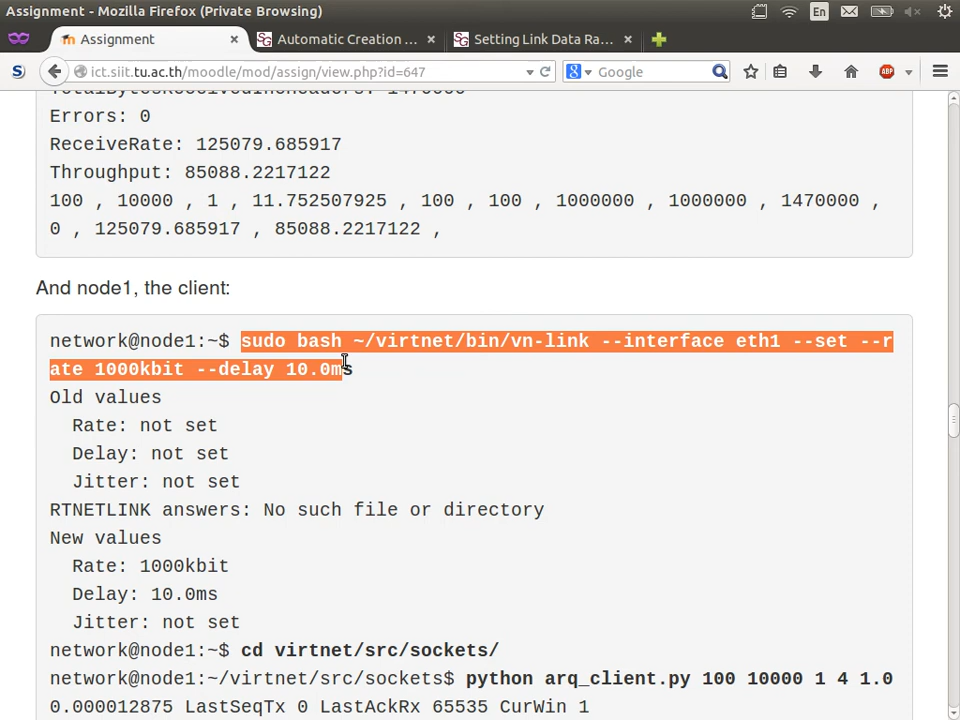 Assignment - Mozilla Firefox (Private Browsing)
En
Assignment × Automatic Creation ... × Setting Link Data Ra... ×
ict.siit.tu.ac.th/moodle/mod/assign/view.php?id=647
Google
ABP
Errors: 0
ReceiveRate: 125079.685917
Throughput: 85088.2217122
100 , 10000 , 1 , 11.752507925 , 100 , 100 , 1000000 , 1000000 , 1470000 ,
0 , 125079.685917 , 85088.2217122 ,
And node1, the client:
network@node1:~$ sudo bash ~/virtnet/bin/vn-link --interface eth1 --set --r
ate 1000kbit --delay 10.0ms
Old values
Rate: not set
Delay: not set
Jitter: not set
RTNETLINK answers: No such file or directory
New values
Rate: 1000kbit
Delay: 10.0ms
Jitter: not set
network@node1:~$ cd virtnet/src/sockets/
network@node1:~/virtnet/src/sockets$ python arq_client.py 100 10000 1 4 1.0
0.000012875 LastSeqTx 0 LastAckRx 65535 CurWin 1